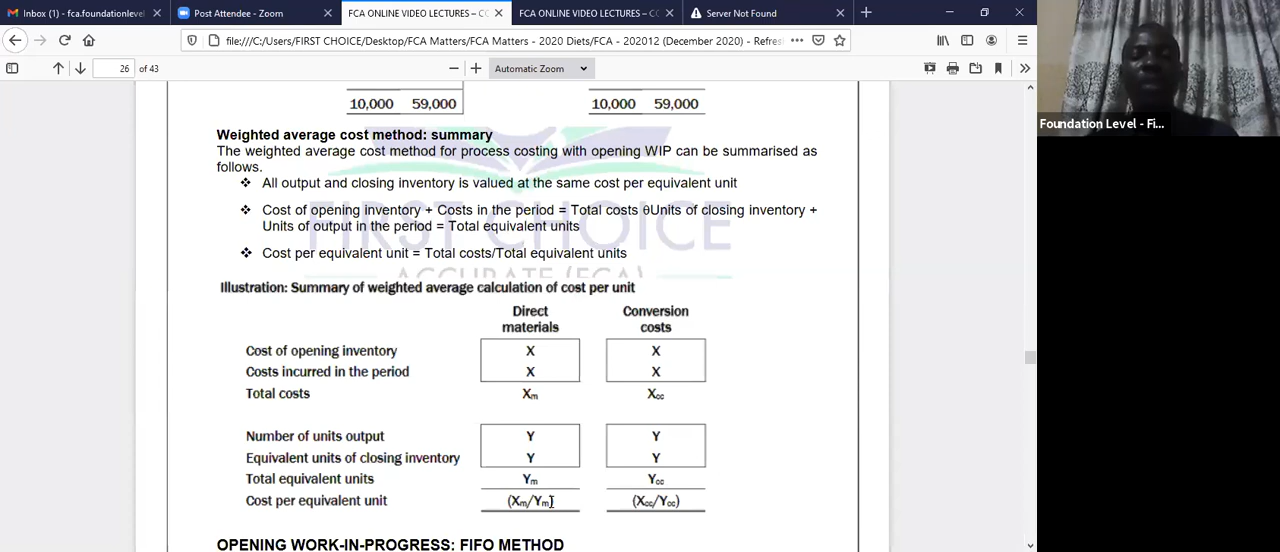 Inbox (1) - fca.foundationlevel
Post Attendee - Zoom
FCA ONLINE VIDEO LECTURES – CO
FCA ONLINE VIDEO LECTURES – CO
Server Not Found
file:///C:/Users/FIRST CHOICE/Desktop/FCA Matters/FCA Matters - 2020 Diets/FCA - 202012 (December 2020) - Refres
26 of 43
Automatic Zoom
Foundation Level - Fi...
10,000 59,000 10,000 59,000
Weighted average cost method: summary
The weighted average cost method for process costing with opening WIP can be summarised as
follows.
❖ All output and closing inventory is valued at the same cost per equivalent unit
❖ Cost of opening inventory + Costs in the period = Total costs θUnits of closing inventory +
Units of output in the period = Total equivalent units
❖ Cost per equivalent unit = Total costs/Total equivalent units
FIRST CHOICE
ACCURATE (FCA)
Illustration: Summary of weighted average calculation of cost per unit
Direct Conversion
materials costs
Cost of opening inventory X X
Costs incurred in the period X X
Total costs Xm Xcc
Number of units output Y Y
Equivalent units of closing inventory Y Y
Total equivalent units Ym Ycc
Cost per equivalent unit (Xm/Ym) (Xcc/Ycc)
OPENING WORK-IN-PROGRESS: FIFO METHOD